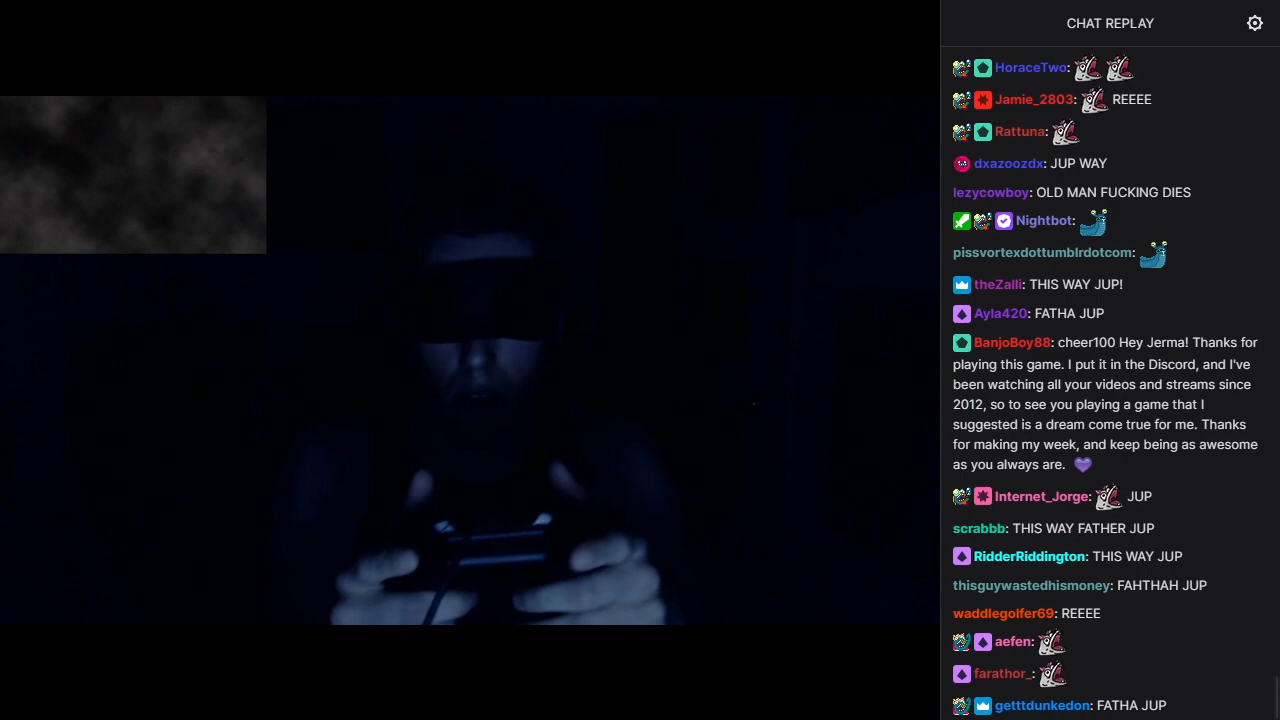 CHAT REPLAY
HoraceTwo:
Jamie_2803: REEEE
Rattuna:
dxazoozdx: JUP WAY
lezycowboy: OLD MAN FUCKING DIES
Nightbot:
pissvortexdottumblrdotcom:
theZalli: THIS WAY JUP!
Ayla420: FATHA JUP
BanjoBoy88: cheer100 Hey Jerma! Thanks for
playing this game. I put it in the Discord, and I've
been watching all your videos and streams since
2012, so to see you playing a game that I
suggested is a dream come true for me. Thanks
for making my week, and keep being as awesome
as you always are.
Internet_Jorge: JUP
scrabbb: THIS WAY FATHER JUP
RidderRiddington: THIS WAY JUP
thisguywastedhismoney: FAHTHAH JUP
waddlegolfer69: REEEE
aefen:
farathor_:
getttdunkedon: FATHA JUP